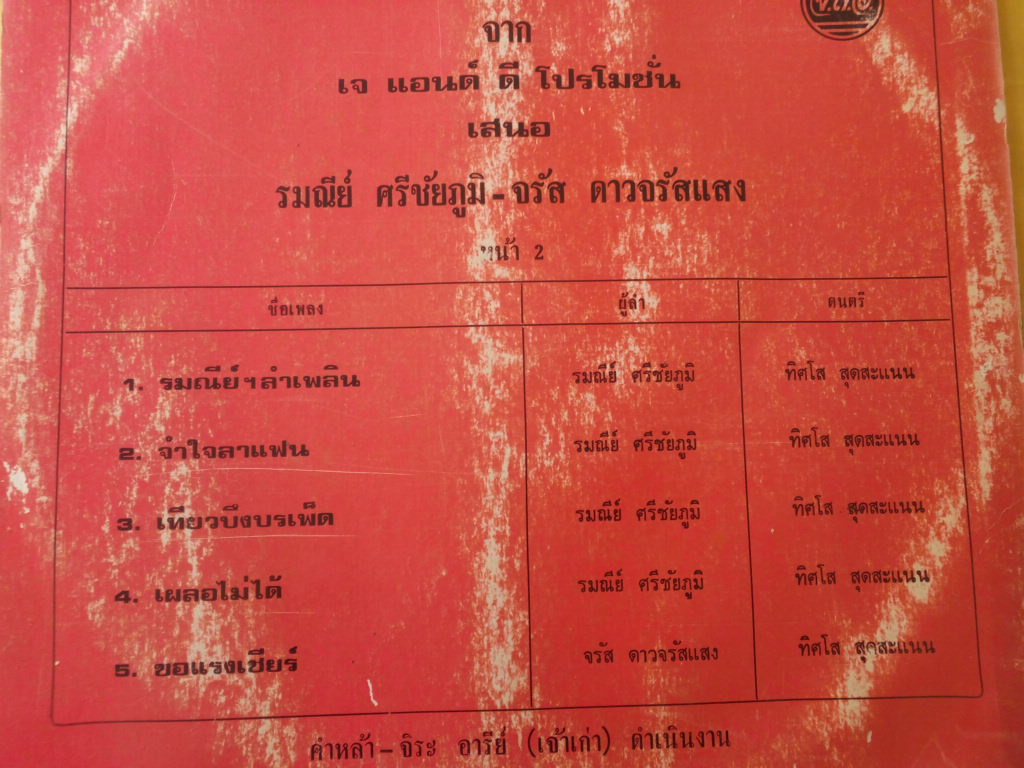 จ.ส.อ.
จาก
เจ แอนด์ ดี โปรโมชั่น
เสนอ
รมณีย์ ศรีชัยภูมิ - จรัส ดาวจรัสแสง
หน้า 2
ชื่อเพลง ผู้ลำ ดนตรี
1. รมณีย์ฯลำเพลิน รมณีย์ ศรีชัยภูมิ ทิศโส สุดสะแนน
2. จำใจลาแฟน รมณีย์ ศรีชัยภูมิ ทิศโส สุดสะแนน
3. เที่ยวบึงบรเพ็ด รมณีย์ ศรีชัยภูมิ ทิศโส สุดสะแนน
4. เผลอไม่ได้ รมณีย์ ศรีชัยภูมิ ทิศโส สุดสะแนน
5. ขอแรงเชียร์ จรัส ดาวจรัสแสง ทิศโส สุดสะแนน
คำหล้า - จิระ อารีย์ (เจ้าเก่า) ดำเนินงาน